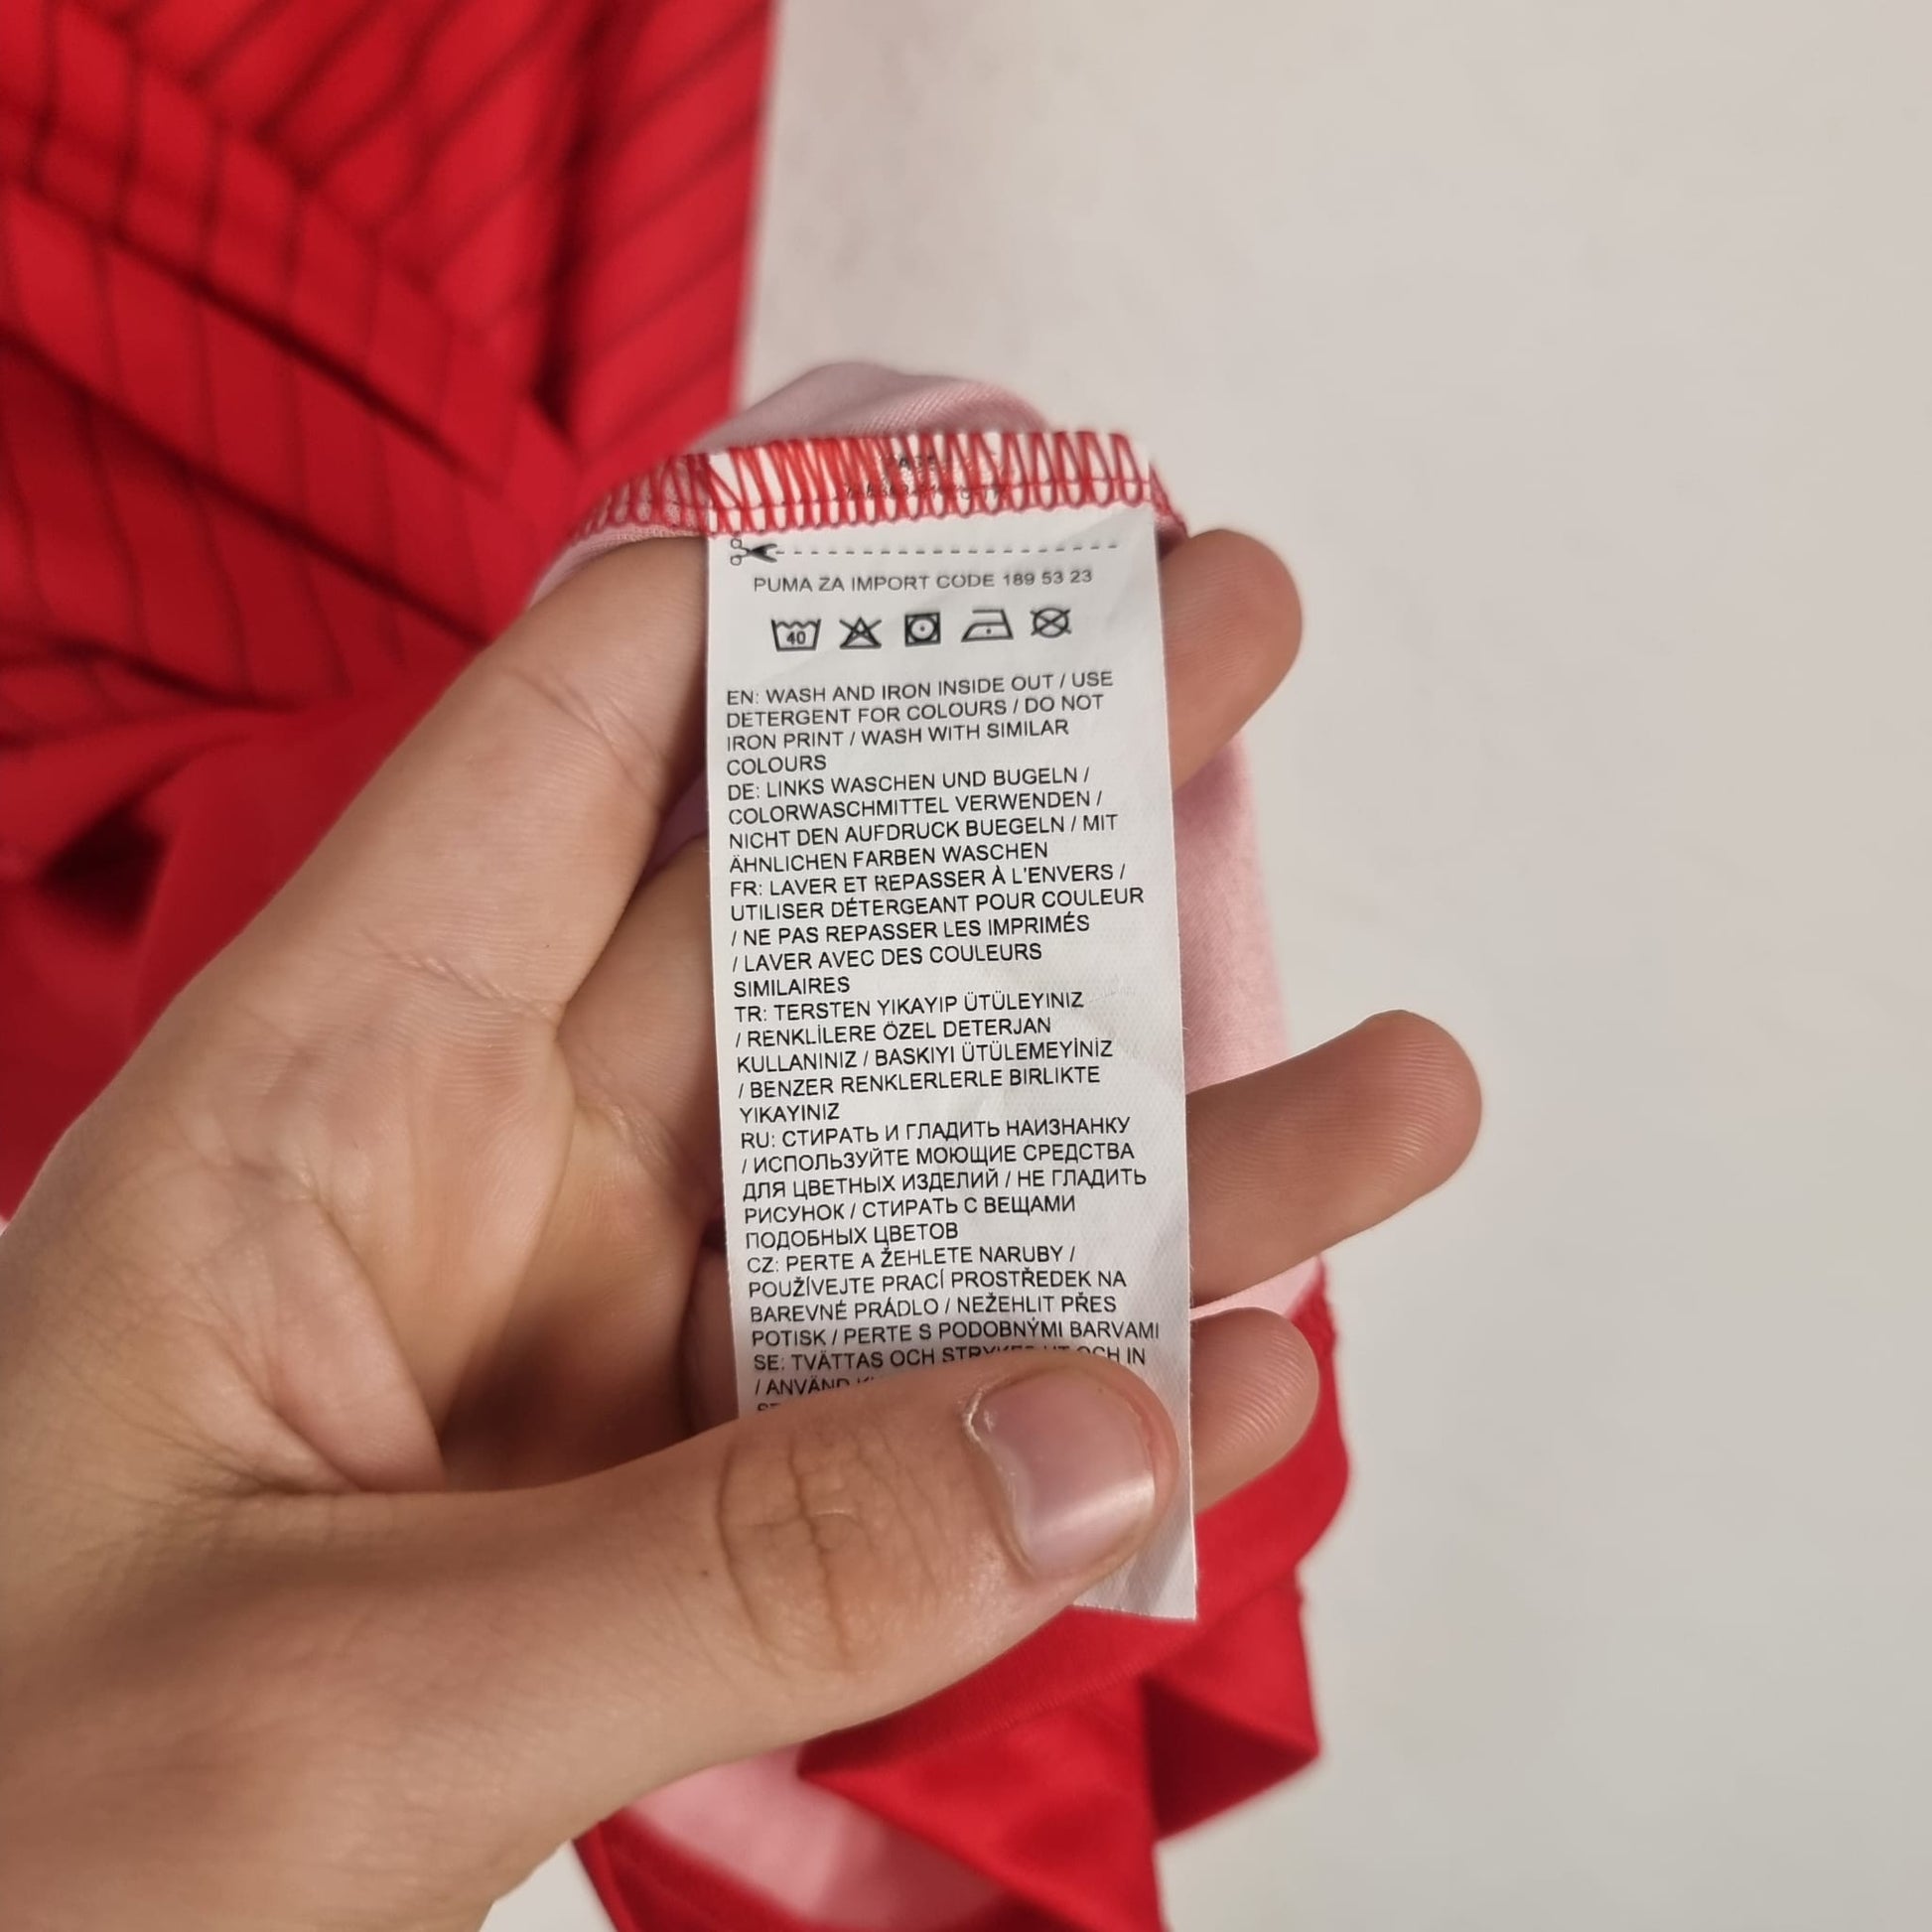 PUMA ZA IMPORT CODE 189 53 23
40
EN: WASH AND IRON INSIDE OUT / USE
DETERGENT FOR COLOURS / DO NOT
IRON PRINT / WASH WITH SIMILAR
COLOURS
DE: LINKS WASCHEN UND BUGELN /
COLORWASCHMITTEL VERWENDEN /
NICHT DEN AUFDRUCK BUEGELN / MIT
ÄHNLICHEN FARBEN WASCHEN
FR: LAVER ET REPASSER À L'ENVERS /
UTILISER DÉTERGEANT POUR COULEUR
/ NE PAS REPASSER LES IMPRIMÉS
/ LAVER AVEC DES COULEURS
SIMILAIRES
TR: TERSTEN YIKAYIP ÜTÜLEYINIZ
/ RENKLİLERE ÖZEL DETERJAN
KULLANINIZ / BASKIYI ÜTÜLEMEYİNİZ
/ BENZER RENKLERLERLE BIRLIKTE
YIKAYINIZ
RU: СТИРАТЬ И ГЛАДИТЬ НАИЗНАНКУ
/ ИСПОЛЬЗУЙТЕ МОЮЩИЕ СРЕДСТВА
ДЛЯ ЦВЕТНЫХ ИЗДЕЛИЙ / НЕ ГЛАДИТЬ
РИСУНОК / СТИРАТЬ С ВЕЩАМИ
ПОДОБНЫХ ЦВЕТОВ
CZ: PERTE A ŽEHLETE NARUBY /
POUŽÍVEJTE PRACÍ PROSTŘEDEK NA
BAREVNÉ PRÁDLO / NEŽEHLIT PŘES
POTISK / PERTE S PODOBNÝMI BARVAMI
SE: TVÄTTAS OCH OCH IN
/ ANVÄND